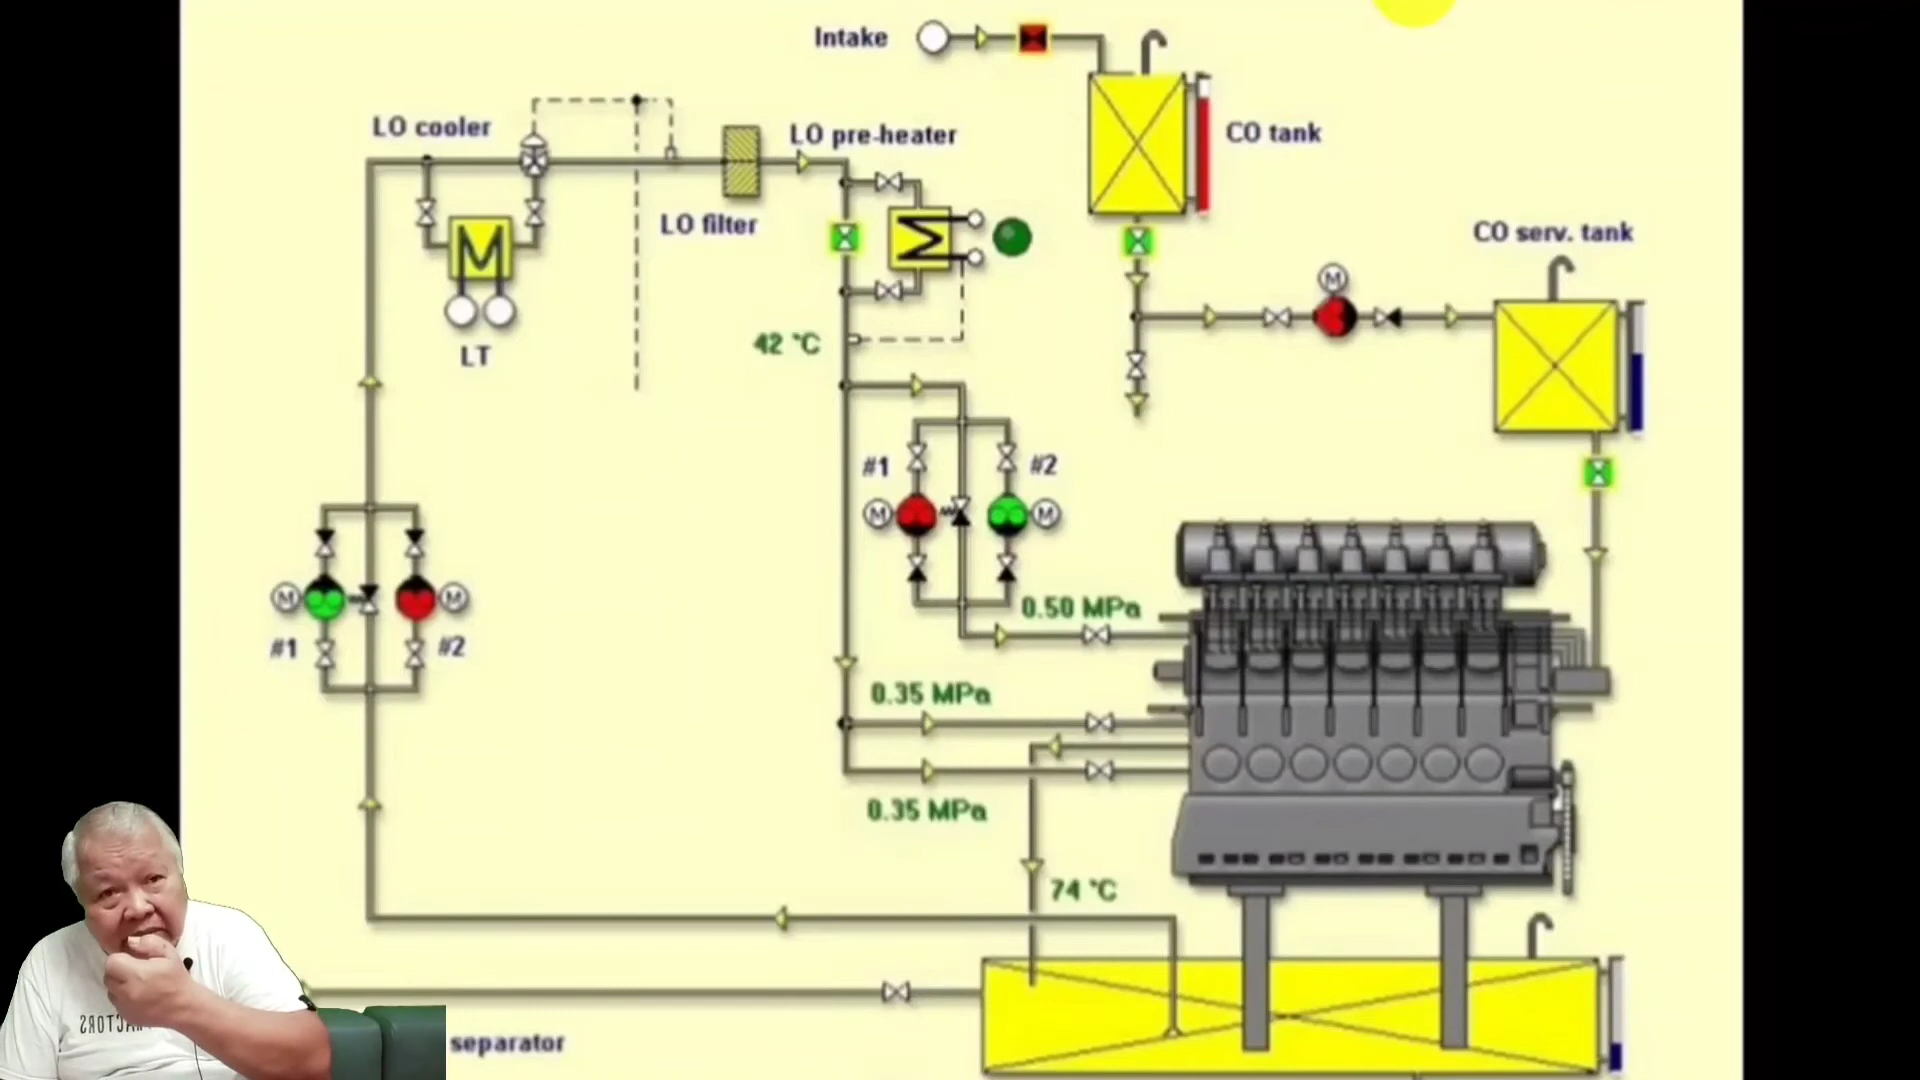 Intake
LO cooler
LO pre-heater
CO tank
LO filter
CO serv. tank
M
LT
42 °C
#1
#2
M
M
M
M
#1
#2
0.50 MPa
0.35 MPa
0.35 MPa
74 °C
separator